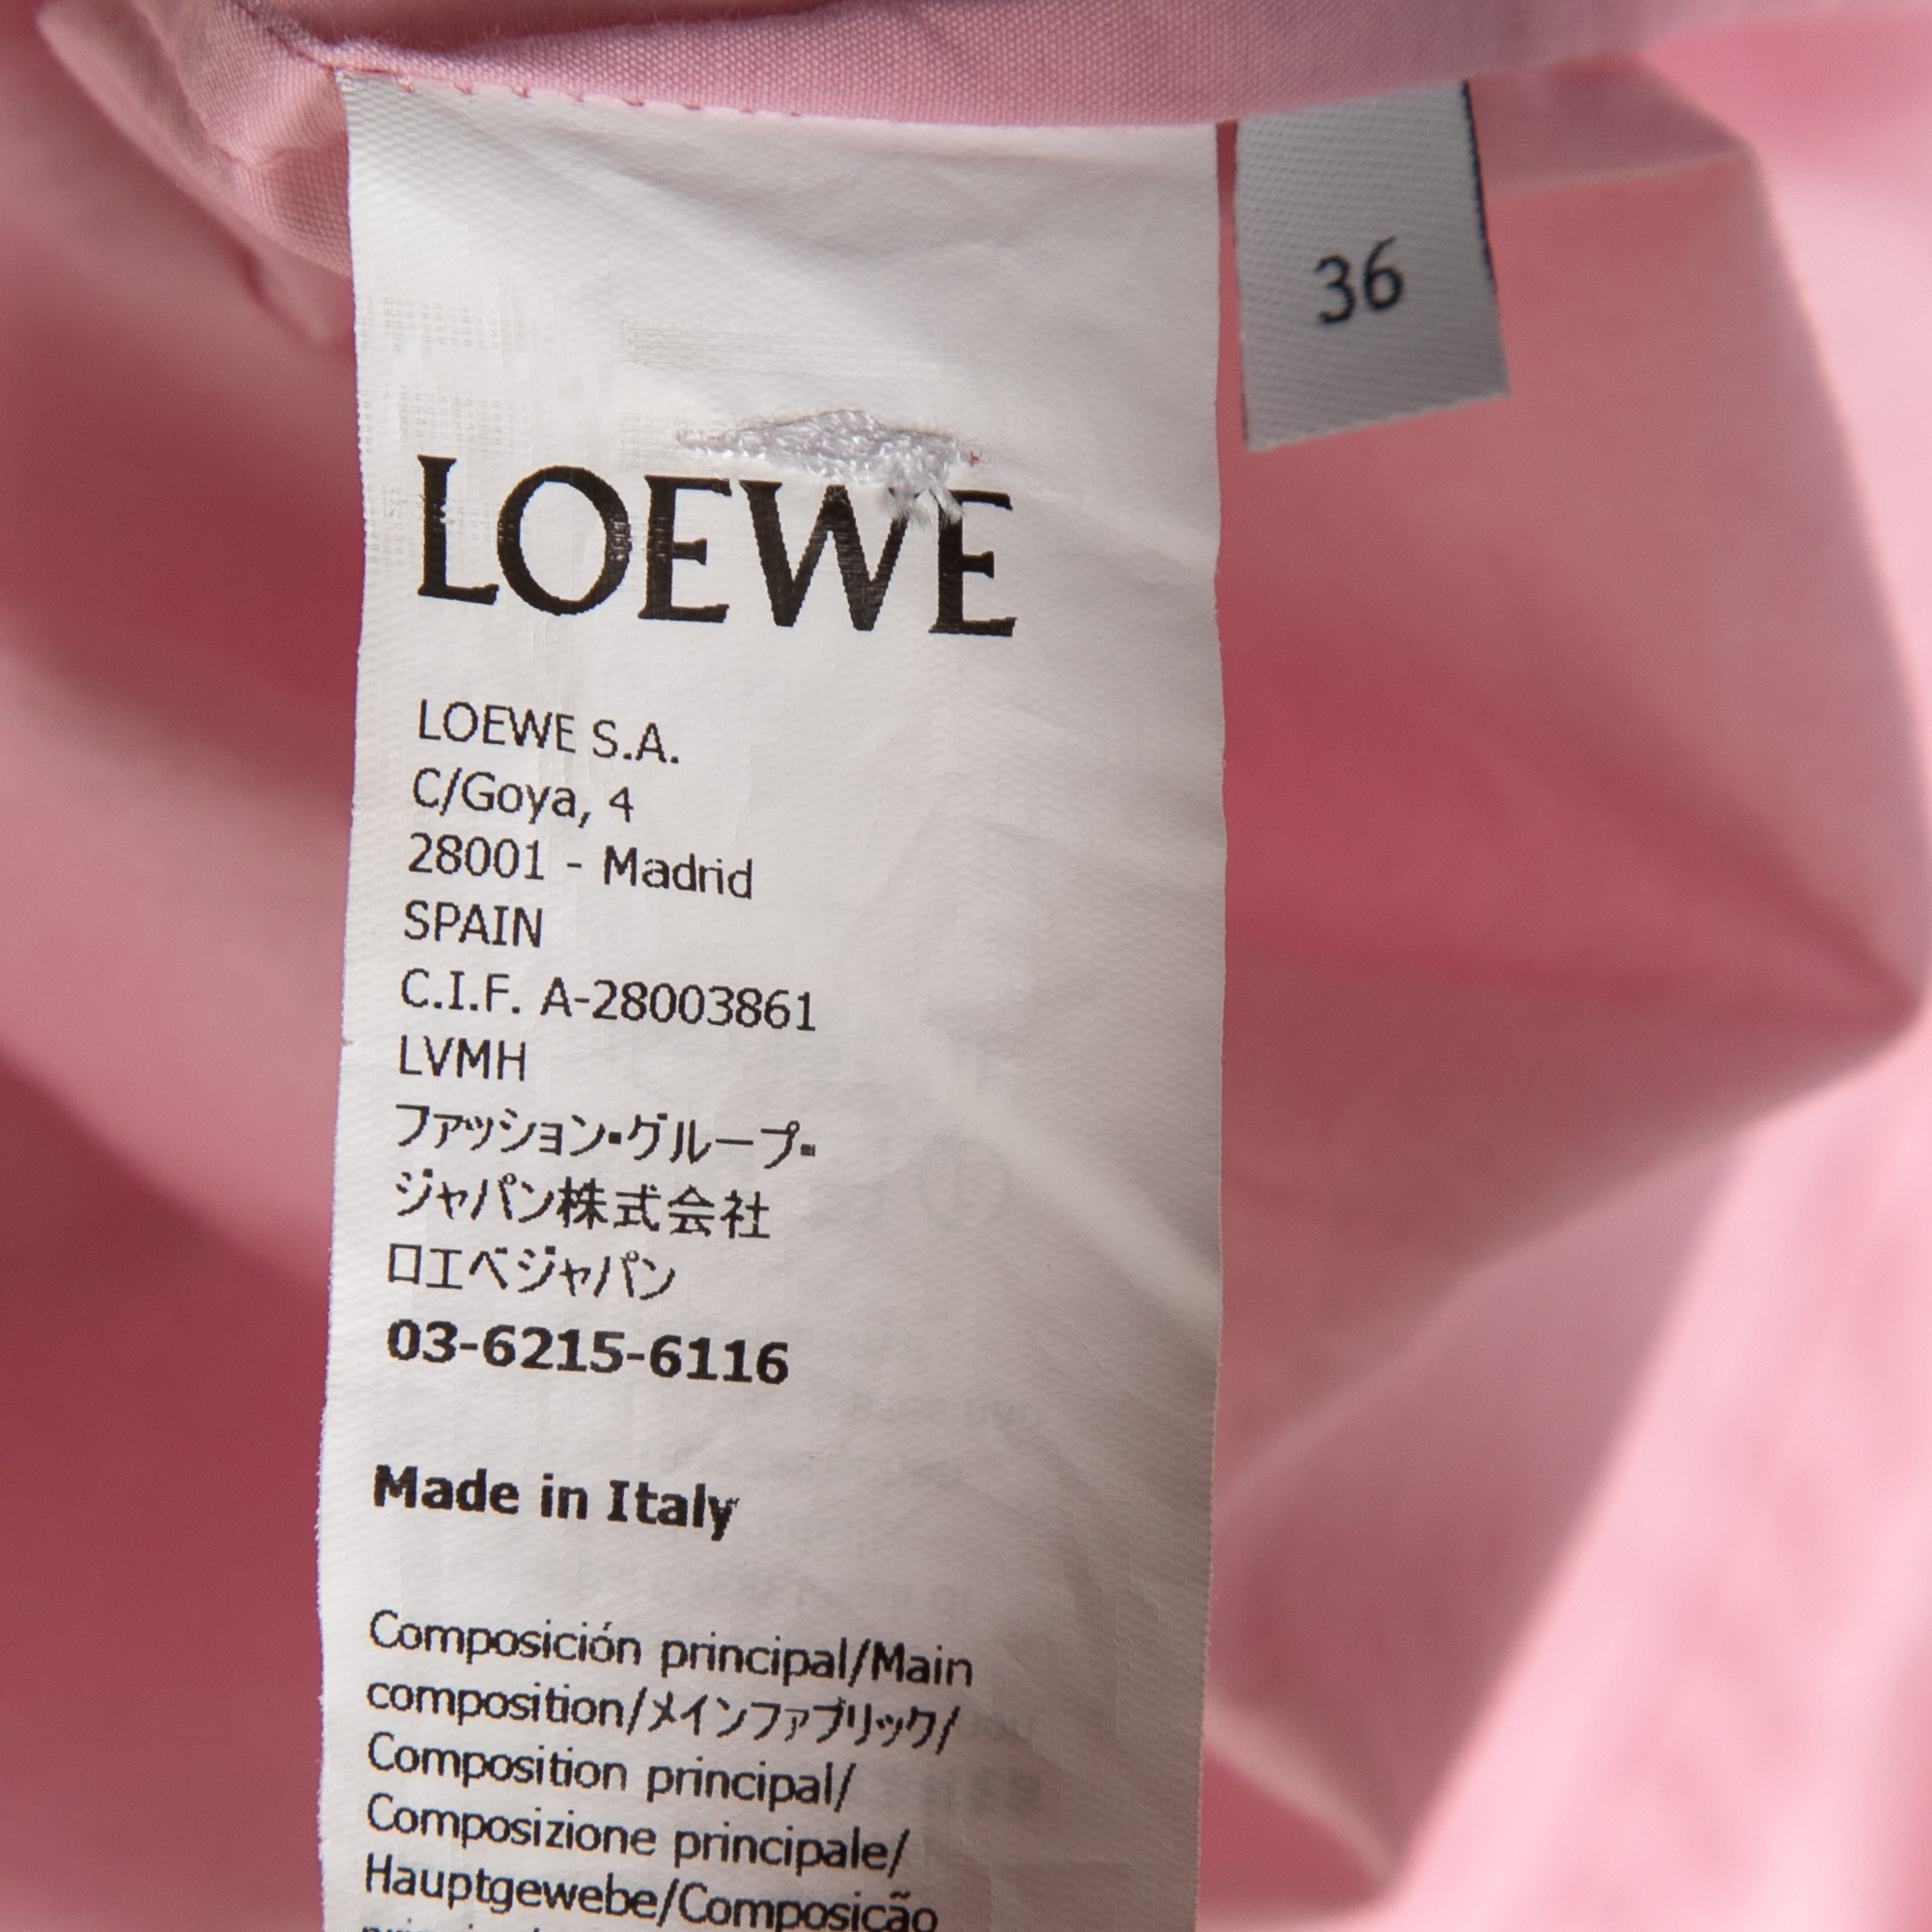 36
LOEWE
LOEWE S.A.
C/Goya, 4
28001 - Madrid
SPAIN
C.I.F. A-28003861
LVMH
ファッション・グループ・
ジャパン株式会社
ロエベジャパン
03-6215-6116
Made in Italy
Composición principal/Main
composition/メインファブリック/
Composition principal/
Composizione principale/
Hauptgewebe/Composicão